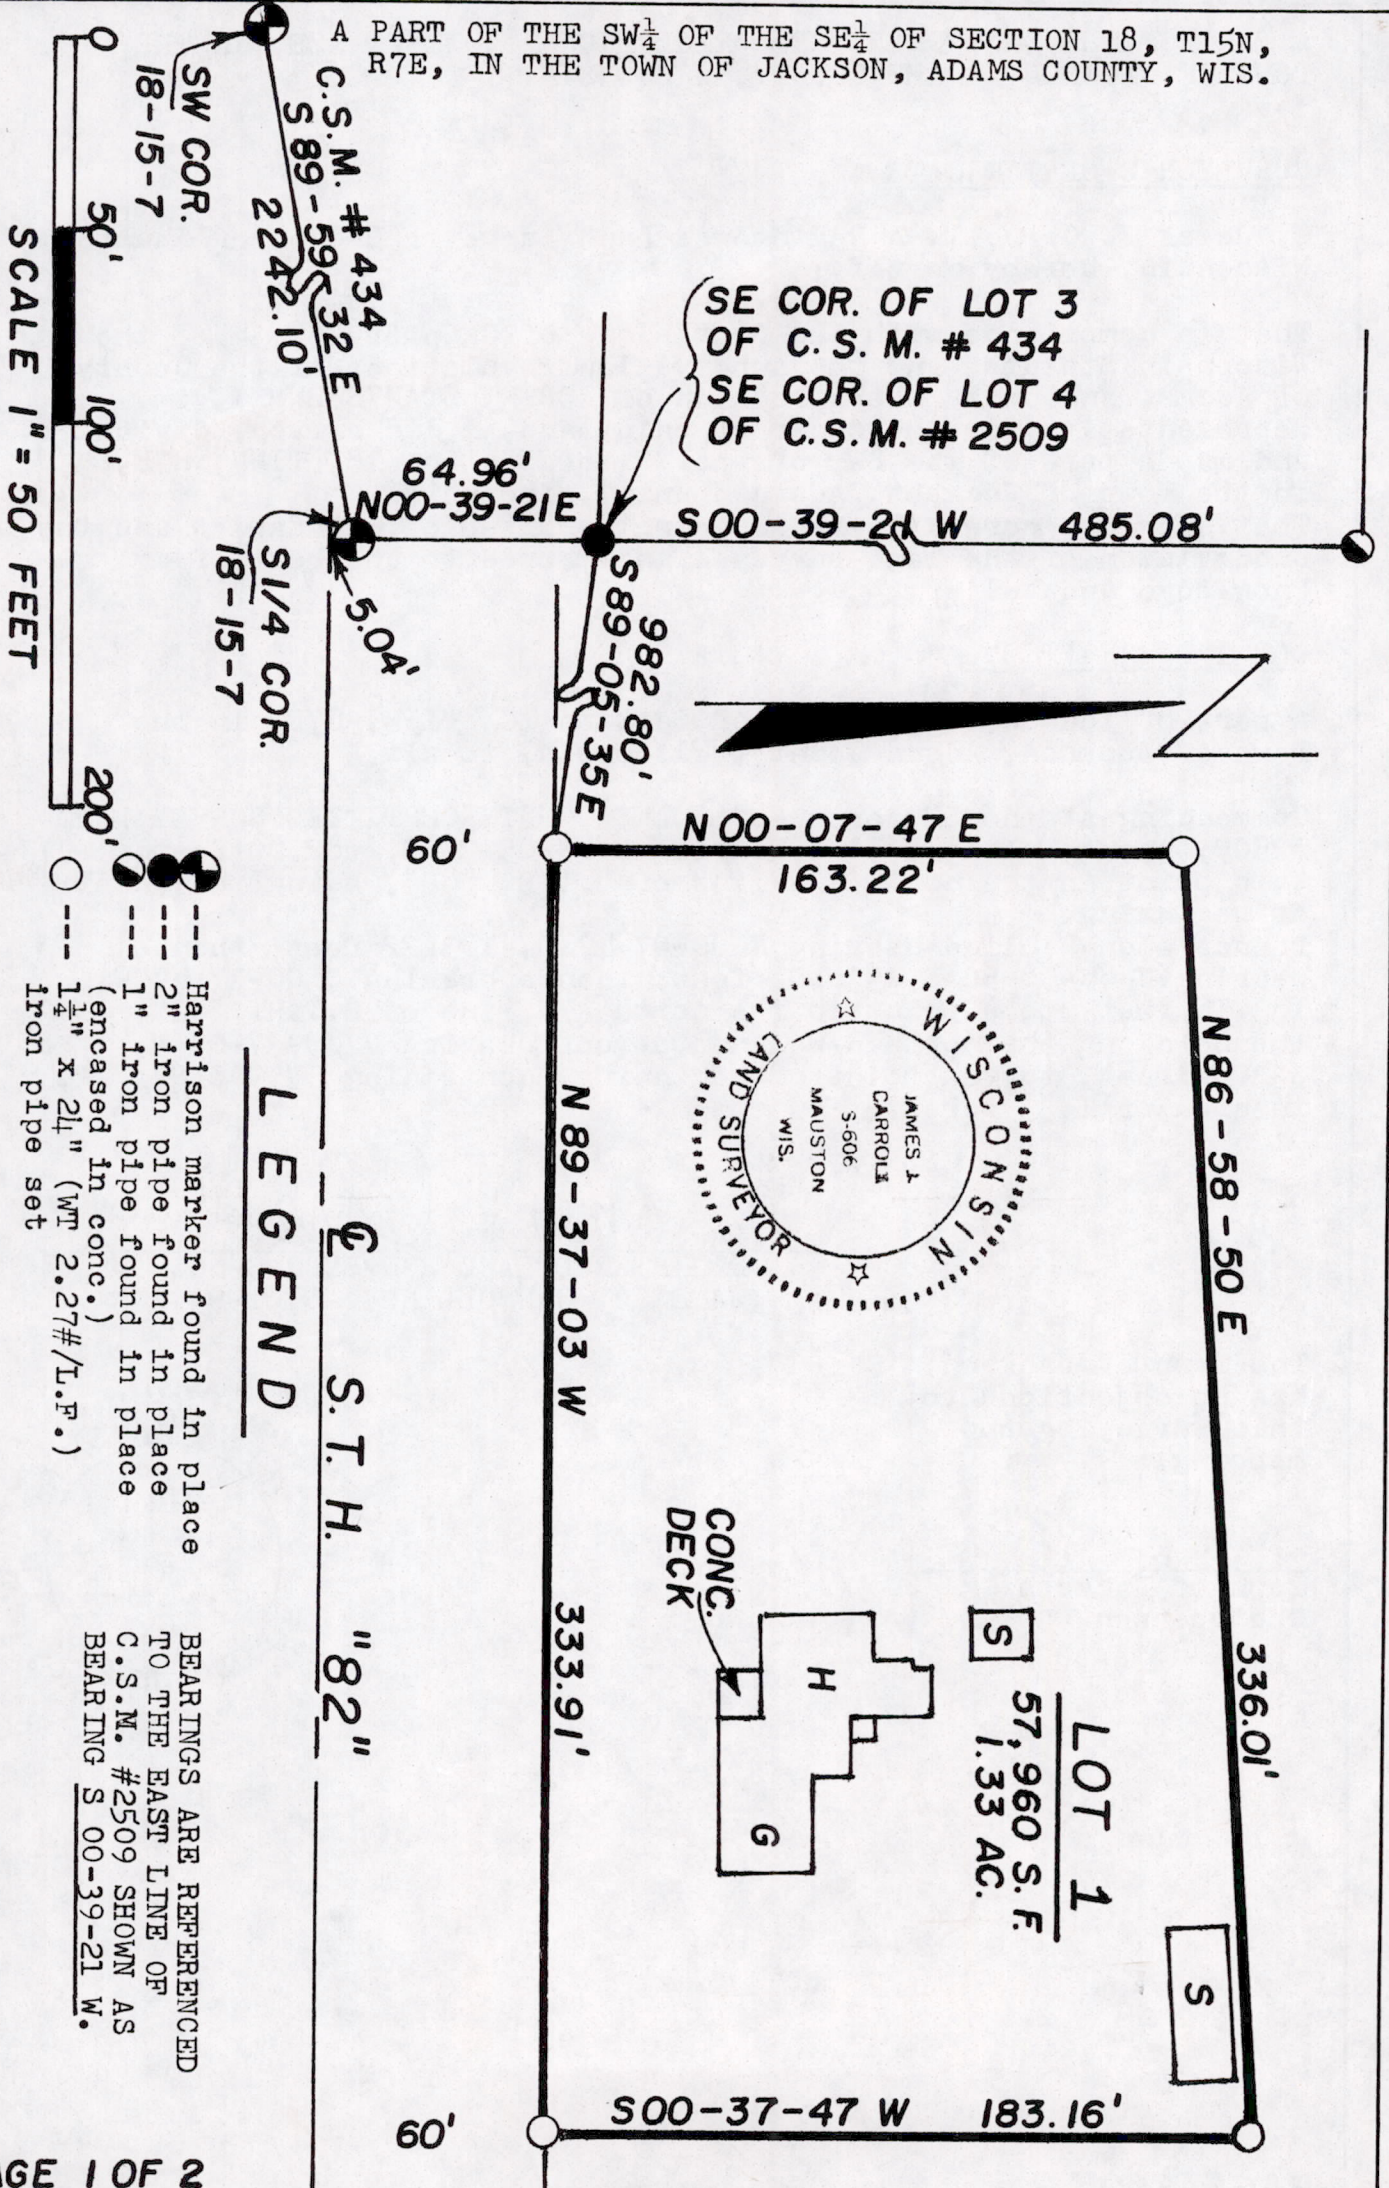 A PART OF THE SW¼ OF THE SE¼ OF SECTION 18, T15N,
R7E, IN THE TOWN OF JACKSON, ADAMS COUNTY, WIS.
SW COR.
18-15-7
C.S.M. # 434
S 89-59-32 E
2242.10'
SE COR. OF LOT 3
OF C.S.M. # 434
SE COR. OF LOT 4
OF C.S.M. # 2509
64.96'
N00-39-21E
S 00-39-21 W 485.08'
S1/4 COR.
18-15-7
5.04'
982.80'
S89-05-35E
N
60'
N 00-07-47 E
163.22'
N 86-58-50 E
336.01'
WISCONSIN
JAMES J.
CARROLL
S-606
MAUSTON
WIS.
LAND SURVEYOR
N 89-37-03 W
333.91'
CONC.
DECK
H
G
S
LOT 1
57,960 S.F.
1.33 AC.
S
S00-37-47 W 183.16'
60'
C̲L S.T.H. "82"
0 50' 100' 200'
SCALE 1" = 50 FEET
LEGEND
--- Harrison marker found in place
--- 2" iron pipe found in place
--- 1" iron pipe found in place
(encased in conc.)
--- 1¼" x 24" (WT 2.27#/L.F.)
iron pipe set
BEARINGS ARE REFERENCED
TO THE EAST LINE OF
C.S.M. #2509 SHOWN AS
BEARING S 00-39-21 W.
GE 1 OF 2